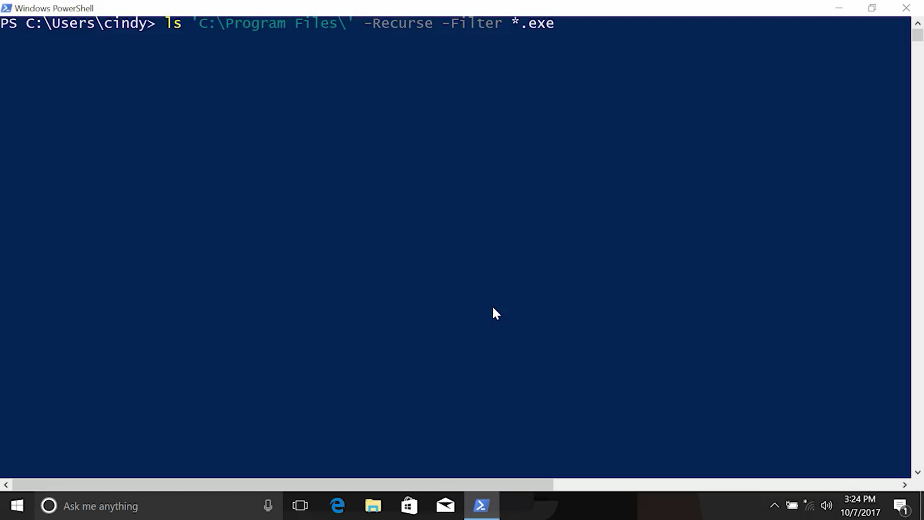 Windows PowerShell
PS C:\Users\cindy> ls 'C:\Program Files\' -Recurse -Filter *.exe
Ask me anything
3:24 PM
10/7/2017
1